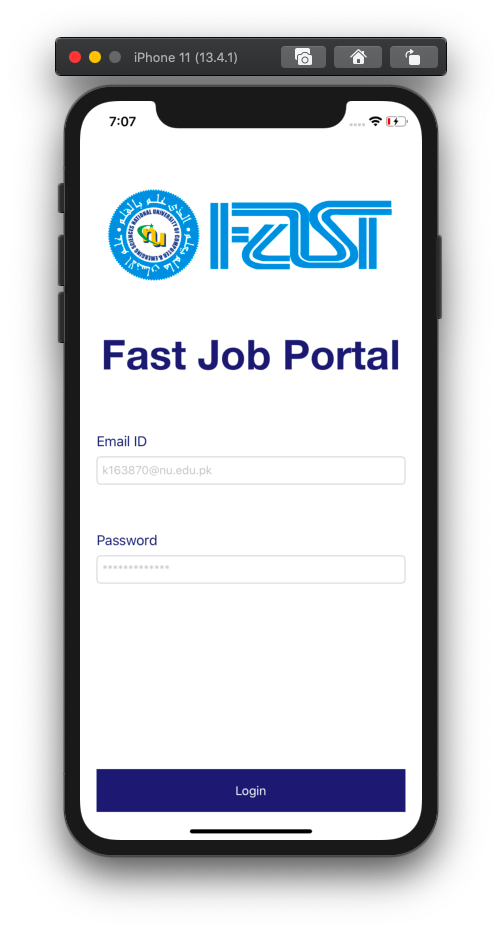 iPhone 11 (13.4.1)
7:07
NATIONAL UNIVERSITY OF COMPUTER & EMERGING SCIENCES
nu
FAST
Fast Job Portal
Email ID
k163870@nu.edu.pk
Password
*************
Login